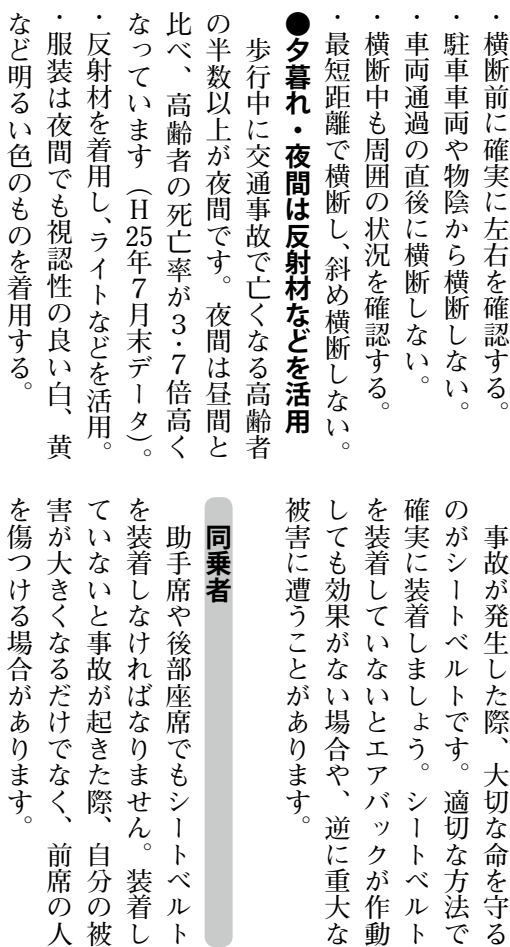 ・横断前に確実に左右を確認する。
・駐車車両や物陰から横断しない。
・車両通過の直後に横断しない。
・横断中も周囲の状況を確認する。
・最短距離で横断し、斜め横断しない。
●夕暮れ・夜間は反射材などを活用
歩行中に交通事故で亡くなる高齢者
の半数以上が夜間です。夜間は昼間と
比べ、高齢者の死亡率が３・７倍高く
なっています（Ｈ25年７月末データ）。
・反射材を着用し、ライトなどを活用。
・服装は夜間でも視認性の良い白、黄
など明るい色のものを着用する。
事故が発生した際、大切な命を守る
のがシートベルトです。適切な方法で
確実に装着しましょう。シートベルト
を装着していないとエアバックが作動
しても効果がない場合や、逆に重大な
被害に遭うことがあります。
同乗者
助手席や後部座席でもシートベルト
を装着しなければなりません。装着し
ていないと事故が起きた際、自分の被
害が大きくなるだけでなく、前席の人
を傷つける場合があります。